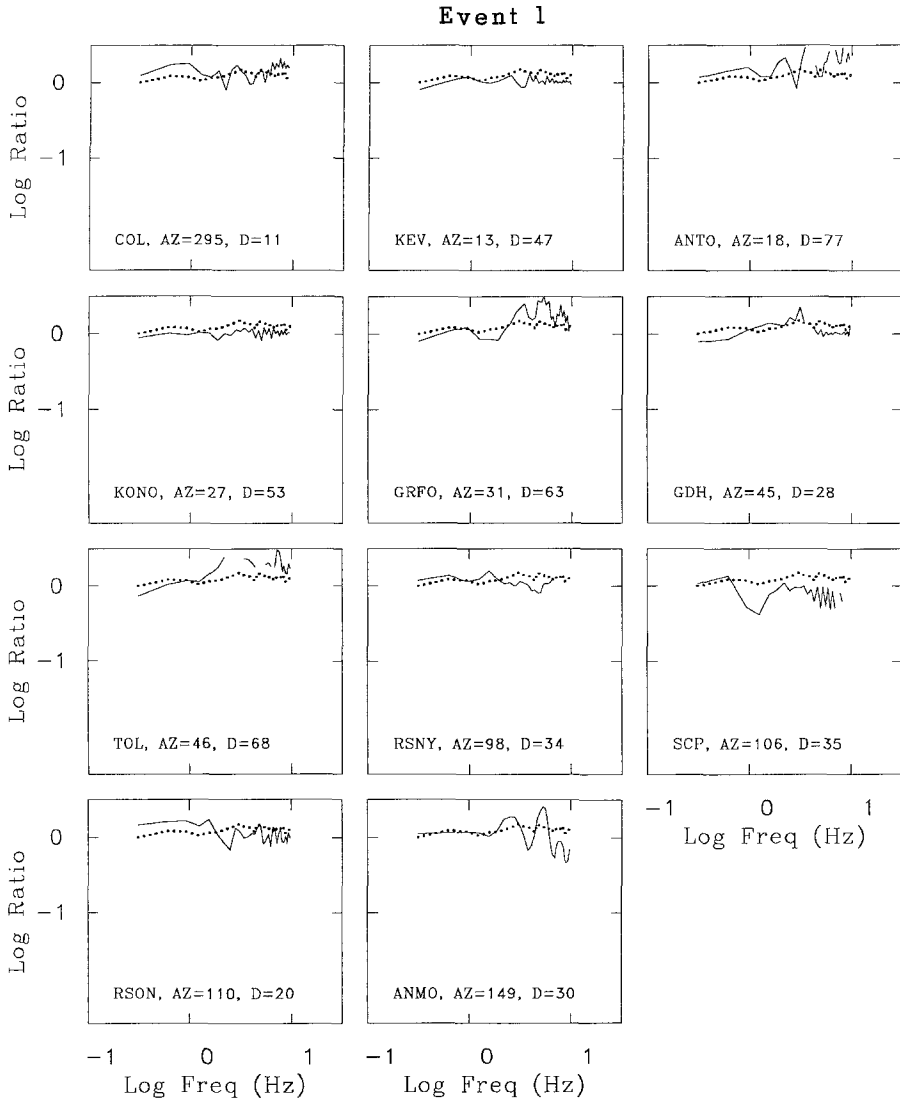 Event 1
Log Ratio
0
-1
COL, AZ=295, D=11
KEV, AZ=13, D=47
ANTO, AZ=18, D=77
Log Ratio
0
-1
KONO, AZ=27, D=53
GRFO, AZ=31, D=63
GDH, AZ=45, D=28
Log Ratio
0
-1
TOL, AZ=46, D=68
RSNY, AZ=98, D=34
SCP, AZ=106, D=35
-1 0 1
Log Freq (Hz)
Log Ratio
0
-1
RSON, AZ=110, D=20
ANMO, AZ=149, D=30
-1 0 1
Log Freq (Hz)
-1 0 1
Log Freq (Hz)